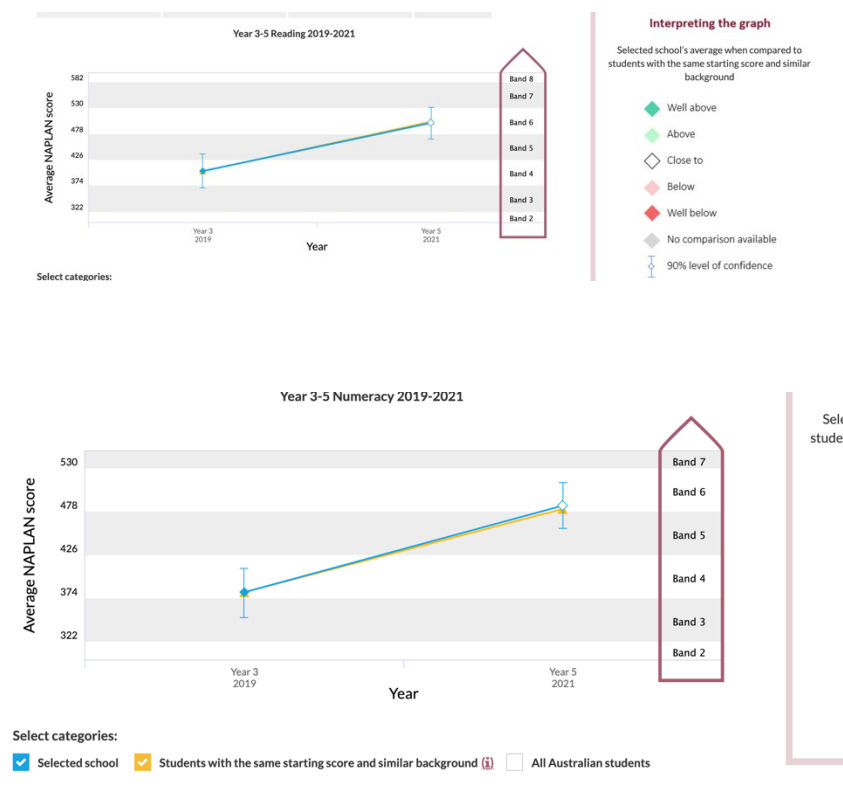 Year 3-5 Reading 2019-2021
Average NAPLAN score
582
530
478
426
374
322
Band 8
Band 7
Band 6
Band 5
Band 4
Band 3
Band 2
Year 3
2019
Year 5
2021
Year
Select categories:
Interpreting the graph
Selected school's average when compared to
students with the same starting score and similar
background
Well above
Above
Close to
Below
Well below
No comparison available
90% level of confidence
Year 3-5 Numeracy 2019-2021
Average NAPLAN score
530
478
426
374
322
Band 7
Band 6
Band 5
Band 4
Band 3
Band 2
Year 3
2019
Year 5
2021
Year
Select categories:
Selected school
Students with the same starting score and similar background (i)
All Australian students
Sele
stude